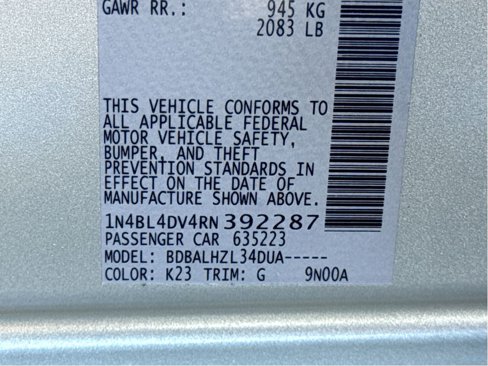 GAWR RR.: 945 KG
2083 LB
THIS VEHICLE CONFORMS TO
ALL APPLICABLE FEDERAL
MOTOR VEHICLE SAFETY,
BUMPER, AND THEFT
PREVENTION STANDARDS IN
EFFECT ON THE DATE OF
MANUFACTURE SHOWN ABOVE.
1N4BL4DV4RN392287
PASSENGER CAR 635223
MODEL: BDBALHZL34DUA-----
COLOR: K23 TRIM: G 9N00A